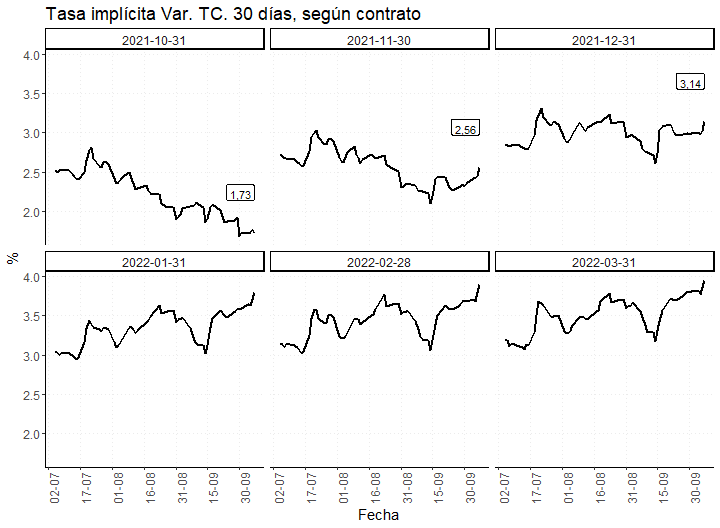 Tasa implícita Var. TC. 30 días, según contrato
2021-10-31 2021-11-30 2021-12-31
4.0
3.5
3.0
2.5
2.0
1,73
2,56
3,14
%
2022-01-31 2022-02-28 2022-03-31
4.0
3.5
3.0
2.5
2.0
02-07 17-07 01-08 16-08 31-08 15-09 30-09 02-07 17-07 01-08 16-08 31-08 15-09 30-09 02-07 17-07 01-08 16-08 31-08 15-09 30-09
Fecha